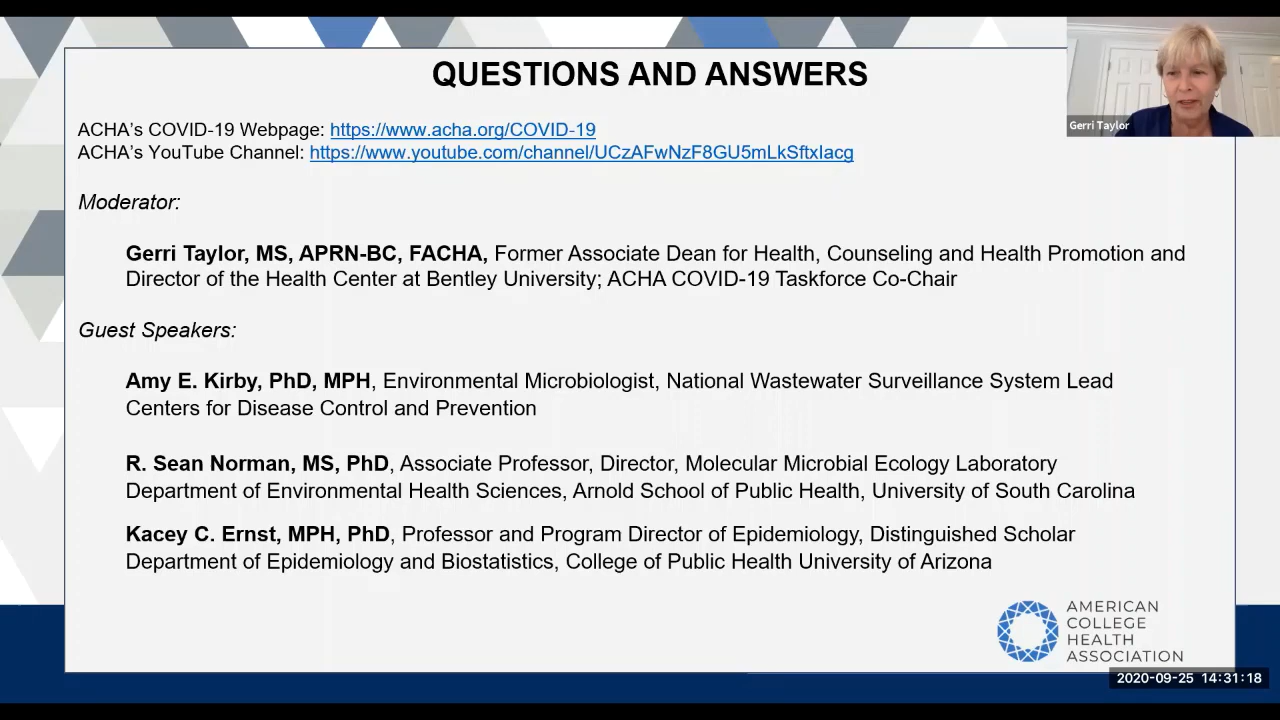 QUESTIONS AND ANSWERS
Gerri Taylor
ACHA's COVID-19 Webpage: https://www.acha.org/COVID-19
ACHA's YouTube Channel: https://www.youtube.com/channel/UCzAFwNzF8GU5mLkSftxIacg
Moderator:
Gerri Taylor, MS, APRN-BC, FACHA, Former Associate Dean for Health, Counseling and Health Promotion and
Director of the Health Center at Bentley University; ACHA COVID-19 Taskforce Co-Chair
Guest Speakers:
Amy E. Kirby, PhD, MPH, Environmental Microbiologist, National Wastewater Surveillance System Lead
Centers for Disease Control and Prevention
R. Sean Norman, MS, PhD, Associate Professor, Director, Molecular Microbial Ecology Laboratory
Department of Environmental Health Sciences, Arnold School of Public Health, University of South Carolina
Kacey C. Ernst, MPH, PhD, Professor and Program Director of Epidemiology, Distinguished Scholar
Department of Epidemiology and Biostatistics, College of Public Health University of Arizona
AMERICAN
COLLEGE
HEALTH
ASSOCIATION
2020-09-25 14:31:18